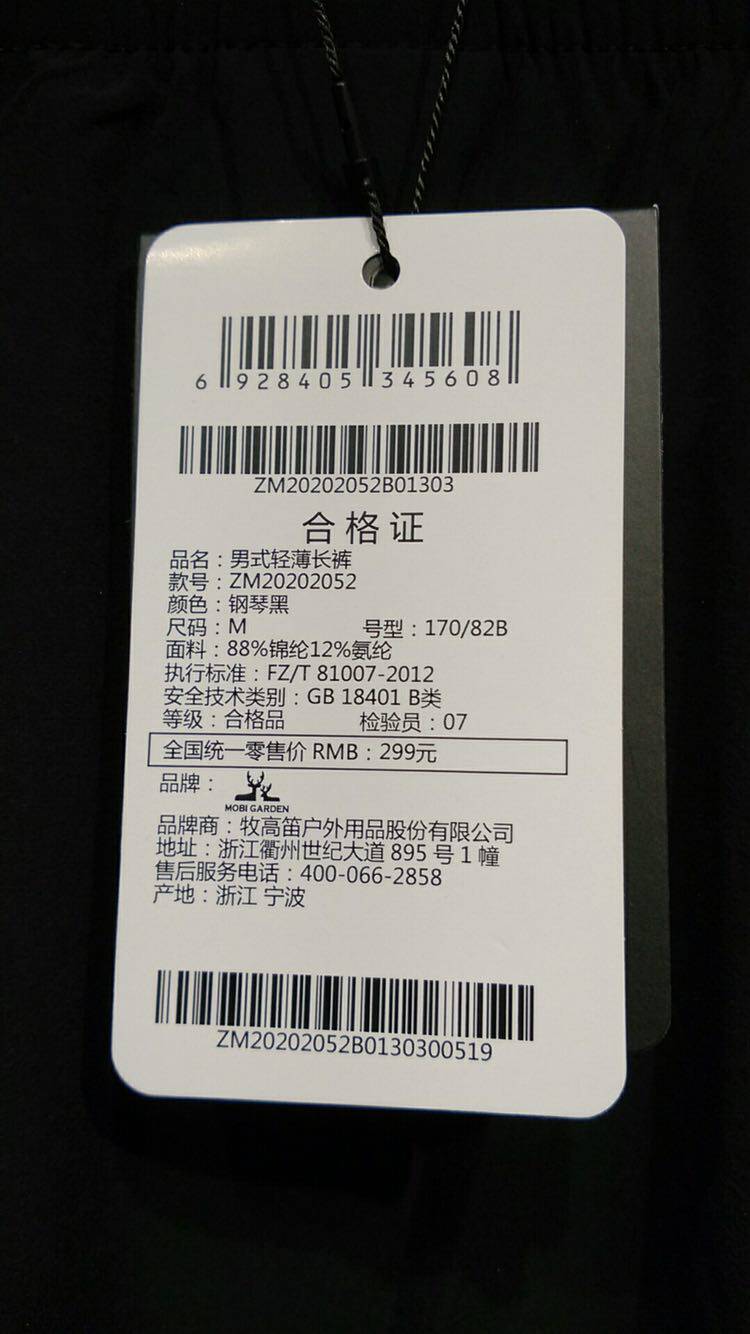 6 928405 345608
ZM20202052B01303
合格证
品名：男式轻薄长裤
款号：ZM20202052
颜色：钢琴黑
尺码：M 号型：170/82B
面料：88%锦纶12%氨纶
执行标准：FZ/T 81007-2012
安全技术类别：GB 18401 B类
等级：合格品 检验员：07
全国统一零售价 RMB：299元
品牌：
MOBI GARDEN
品牌商：牧高笛户外用品股份有限公司
地址：浙江衢州世纪大道 895 号 1 幢
售后服务电话：400-066-2858
产地：浙江 宁波
ZM20202052B0130300519